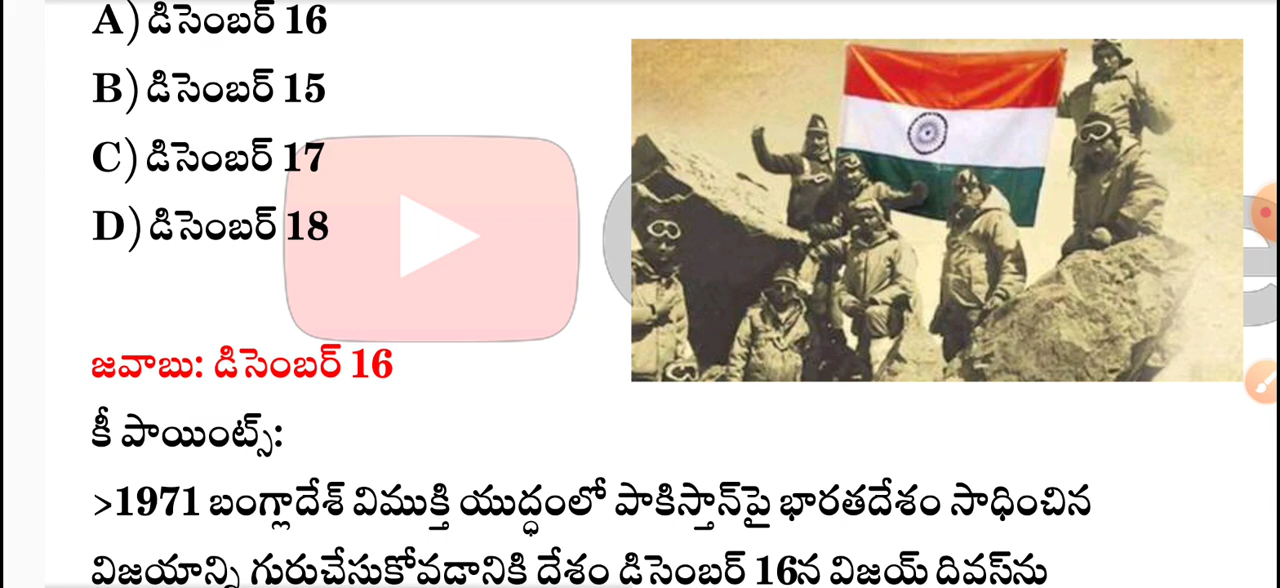 A) డిసెంబర్ 16
B) డిసెంబర్ 15
C) డిసెంబర్ 17
D) డిసెంబర్ 18
జవాబు: డిసెంబర్ 16
కీ పాయింట్స్:
>1971 బంగ్లాదేశ్ విముక్తి యుద్ధంలో పాకిస్తాన్‌పై భారతదేశం సాధించిన
విజయాన్ని గురుచేసుకోవడానికి దేశం డిసెంబర్ 16న విజయ్ దివస్‌ను